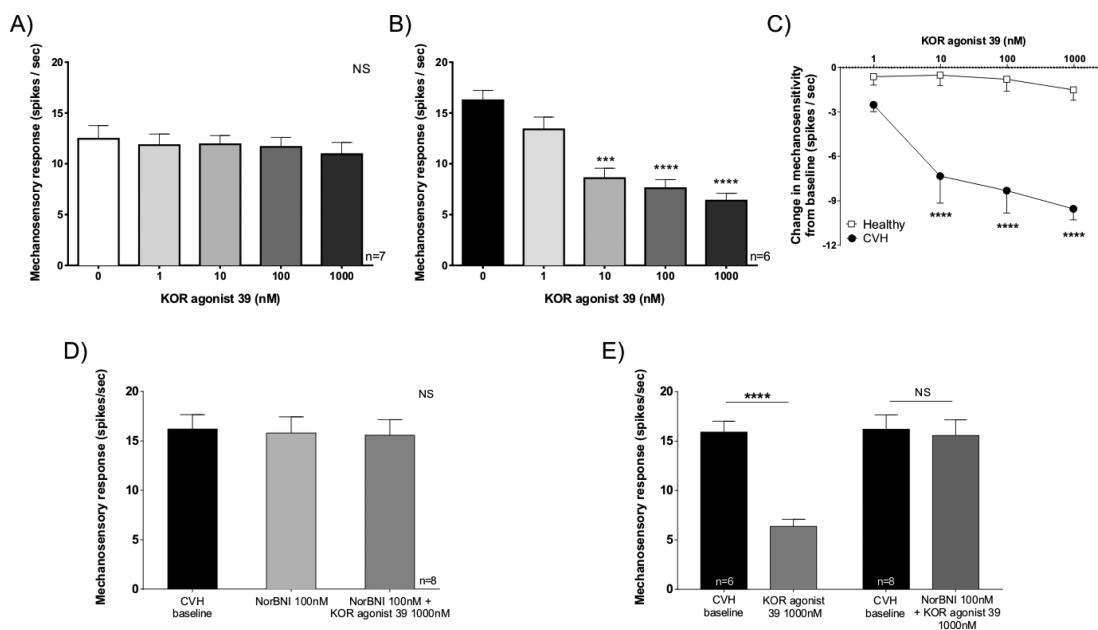 A)
Mechanosensory response (spikes / sec)
20
15
10
5
0
NS
n=7
0 1 10 100 1000
KOR agonist 39 (nM)
B)
Mechanosensory response (spikes / sec)
20
15
10
5
0
***
****
****
n=6
0 1 10 100 1000
KOR agonist 39 (nM)
C)
KOR agonist 39 (nM)
1 10 100 1000
Change in mechanosensitivity
from baseline (spikes / sec)
0
-3
-6
-9
-12
Healthy
CVH
****
****
****
D)
Mechanosensory response (spikes/sec)
20
15
10
5
0
NS
n=8
CVH
baseline
NorBNI 100nM
NorBNI 100nM +
KOR agonist 39 1000nM
E)
Mechanosensory response (spikes/sec)
20
15
10
5
0
****
NS
n=6
n=8
CVH
baseline
KOR agonist
39 1000nM
CVH
baseline
NorBNI 100nM
+ KOR agonist 39
1000nM